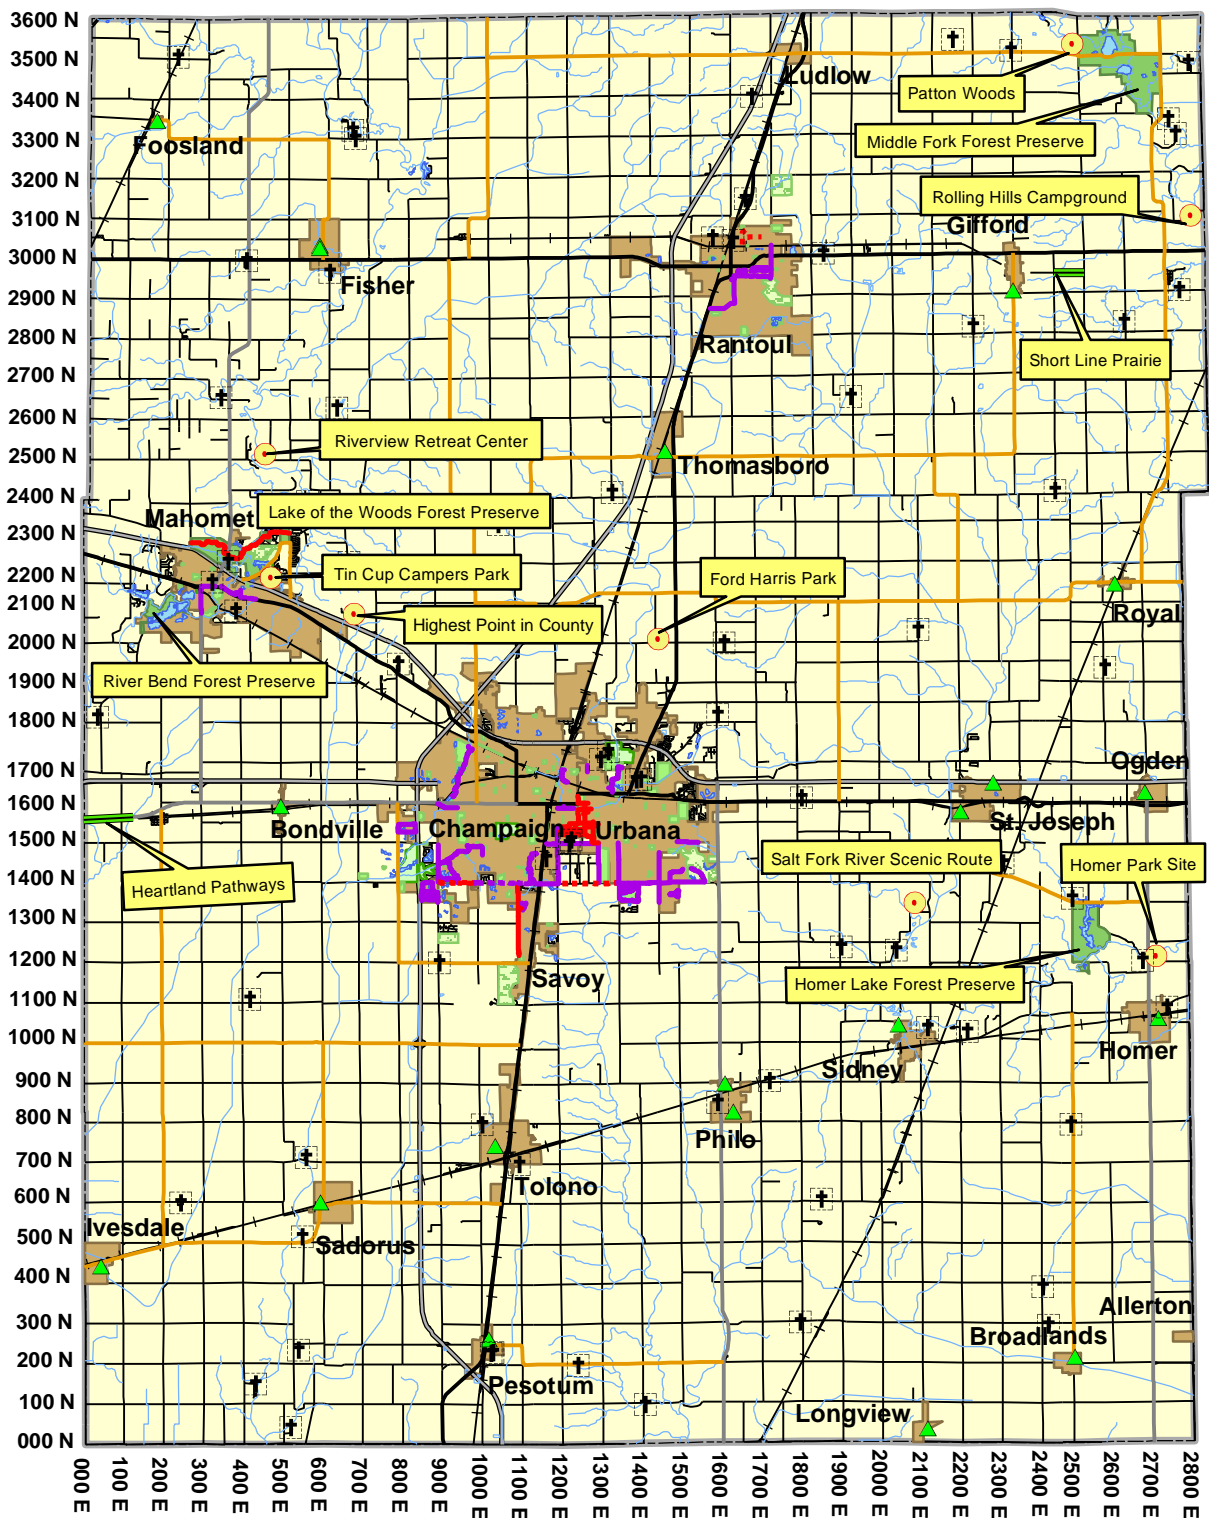 3600 N
3500 N
3400 N
3300 N
3200 N
3100 N
3000 N
2900 N
2800 N
2700 N
2600 N
2500 N
2400 N
2300 N
2200 N
2100 N
2000 N
1900 N
1800 N
1700 N
1600 N
1500 N
1400 N
1300 N
1200 N
1100 N
1000 N
900 N
800 N
700 N
600 N
500 N
400 N
300 N
200 N
100 N
000 N
Ludlow
Patton Woods
Foosland
Middle Fork Forest Preserve
Rolling Hills Campground
Gifford
Fisher
Rantoul
Short Line Prairie
Riverview Retreat Center
Thomasboro
Lake of the Woods Forest Preserve
Mahomet
Tin Cup Campers Park
Ford Harris Park
Royal
Highest Point in County
River Bend Forest Preserve
Ogden
Bondville
Champaign
Urbana
St. Joseph
Salt Fork River Scenic Route
Homer Park Site
Heartland Pathways
Savoy
Homer Lake Forest Preserve
Homer
Sidney
Philo
Tolono
Ivesdale
Sadorus
Allerton
Broadlands
Pesotum
Longview
000 E
100 E
200 E
300 E
400 E
500 E
600 E
700 E
800 E
900 E
1000 E
1100 E
1200 E
1300 E
1400 E
1500 E
1600 E
1700 E
1800 E
1900 E
2000 E
2100 E
2200 E
2300 E
2400 E
2500 E
2600 E
2700 E
2800 E